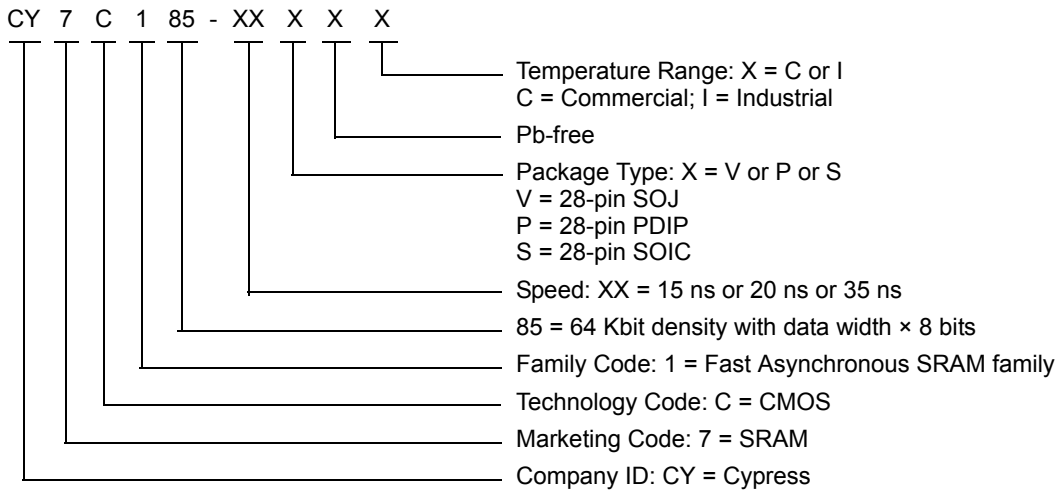 CY 7 C 1 85 - XX X X X
Temperature Range: X = C or I
C = Commercial; I = Industrial
Pb-free
Package Type: X = V or P or S
V = 28-pin SOJ
P = 28-pin PDIP
S = 28-pin SOIC
Speed: XX = 15 ns or 20 ns or 35 ns
85 = 64 Kbit density with data width × 8 bits
Family Code: 1 = Fast Asynchronous SRAM family
Technology Code: C = CMOS
Marketing Code: 7 = SRAM
Company ID: CY = Cypress